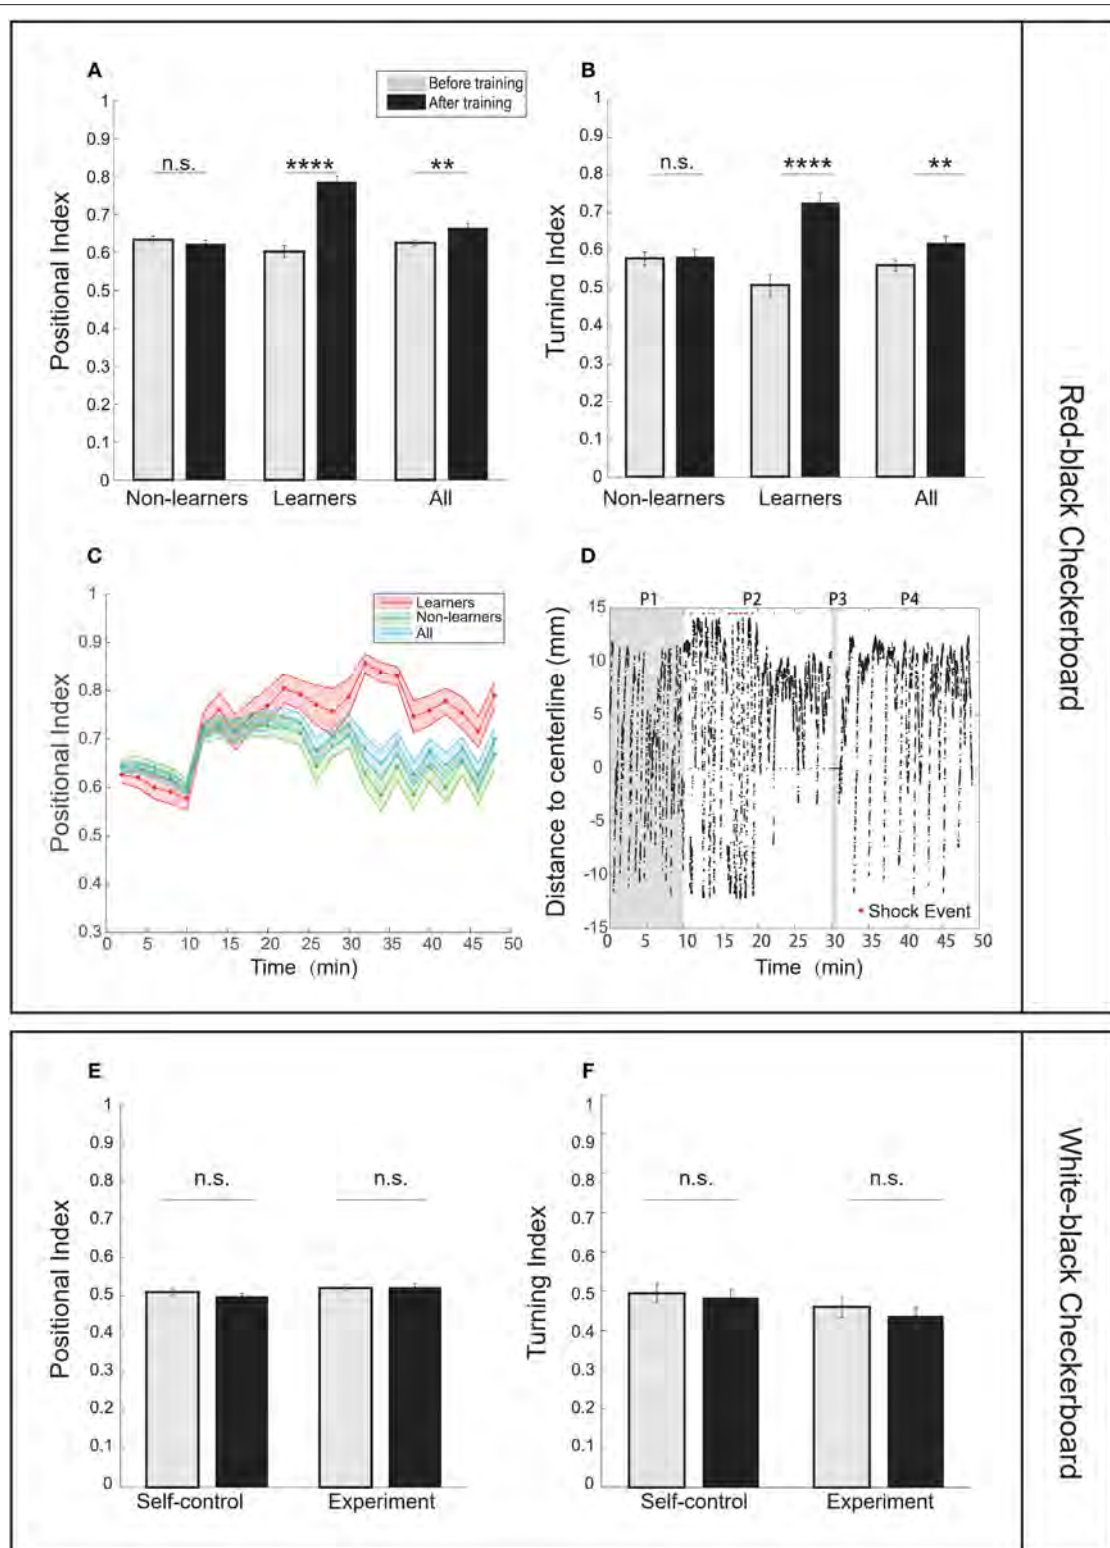 A
B
Before training
After training
Positional Index
1
0.9
0.8
0.7
0.6
0.5
0.4
0.3
0.2
0.1
0
n.s.
****
**
Non-learners
Learners
All
Turning Index
1
0.9
0.8
0.7
0.6
0.5
0.4
0.3
0.2
0.1
0
n.s.
****
**
Non-learners
Learners
All
C
Positional Index
1
0.9
0.8
0.7
0.6
0.5
0.4
0.3
Learners
Non-learners
All
0 5 10 15 20 25 30 35 40 45 50
Time (min)
D
P1 P2 P3 P4
Distance to centerline (mm)
15
10
5
0
-5
-10
-15
Shock Event
0 5 10 15 20 25 30 35 40 45 50
Time (min)
Red-black Checkerboard
E
Positional Index
1
0.9
0.8
0.7
0.6
0.5
0.4
0.3
0.2
0.1
0
n.s.
n.s.
Self-control
Experiment
F
Turning Index
1
0.9
0.8
0.7
0.6
0.5
0.4
0.3
0.2
0.1
0
n.s.
n.s.
Self-control
Experiment
White-black Checkerboard